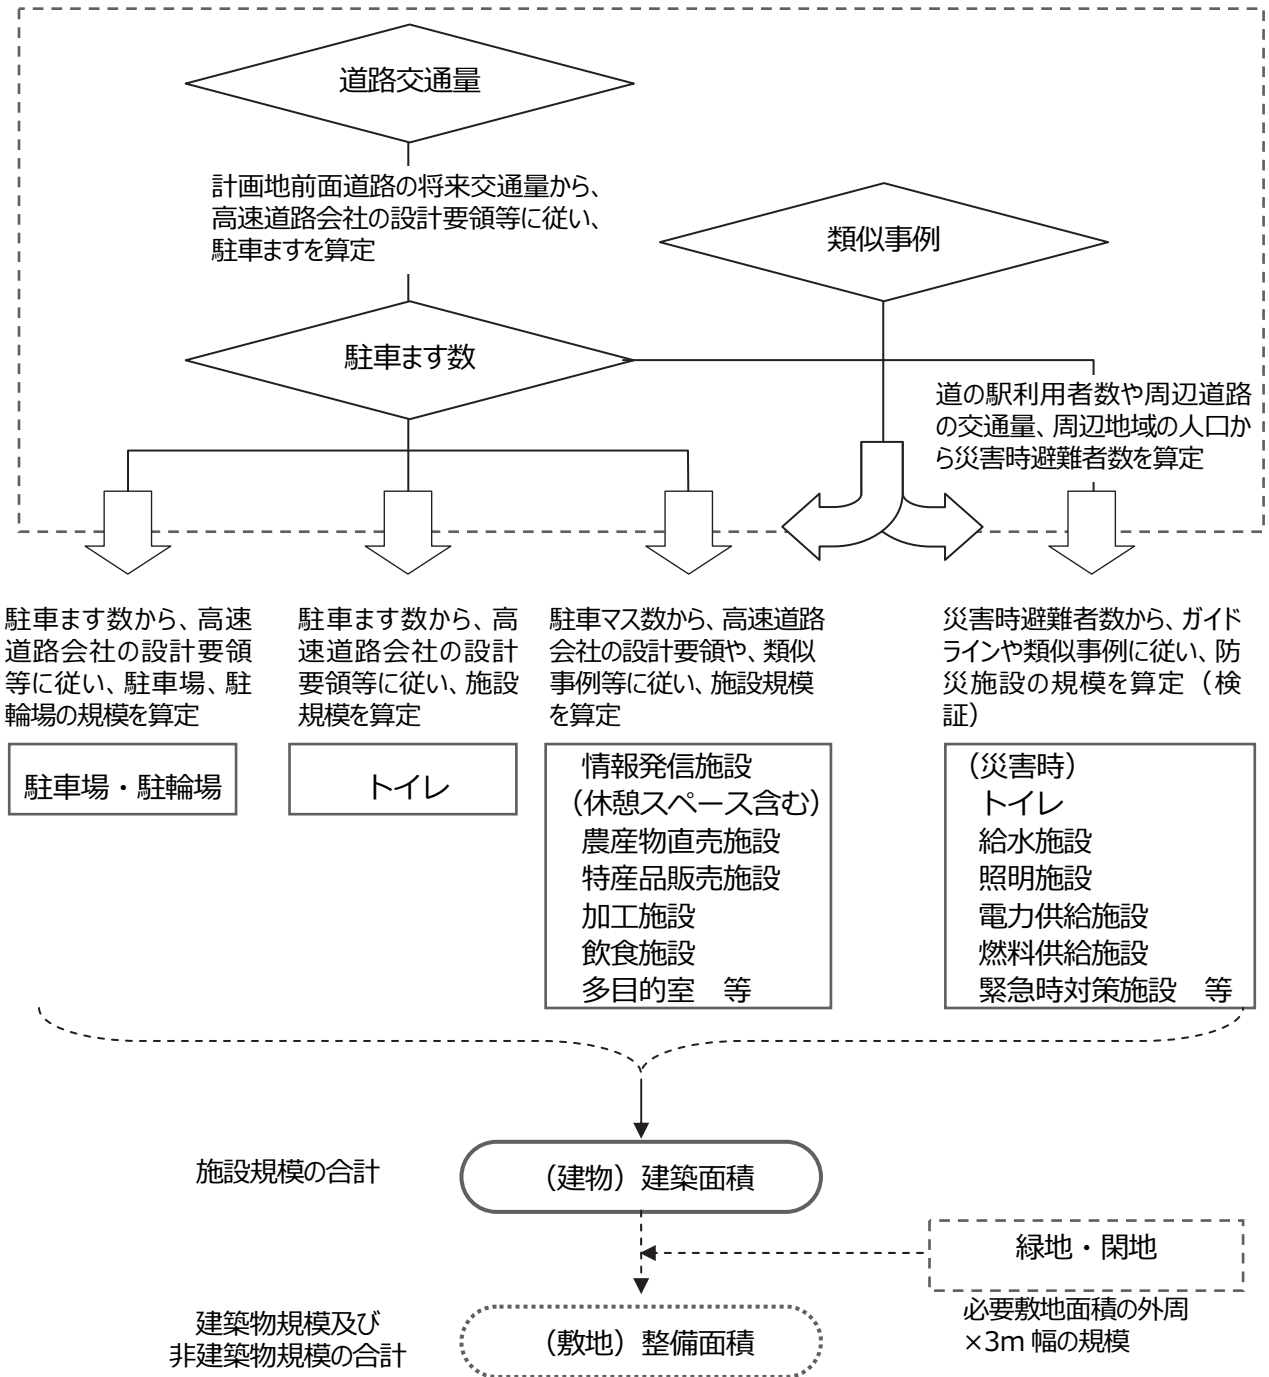 道路交通量
計画地前面道路の将来交通量から、
高速道路会社の設計要領等に従い、
駐車ますを算定
類似事例
駐車ます数
道の駅利用者数や周辺道路
の交通量、周辺地域の人口か
ら災害時避難者数を算定
駐車ます数から、高速
道路会社の設計要領
等に従い、駐車場、駐
輪場の規模を算定
駐車場・駐輪場
駐車ます数から、高
速道路会社の設計
要領等に従い、施設
規模を算定
トイレ
駐車マス数から、高速道路
会社の設計要領や、類似
事例等に従い、施設規模
を算定
情報発信施設
（休憩スペース含む）
農産物直売施設
特産品販売施設
加工施設
飲食施設
多目的室　等
災害時避難者数から、ガイド
ラインや類似事例に従い、防
災施設の規模を算定（検
証）
（災害時）
トイレ
給水施設
照明施設
電力供給施設
燃料供給施設
緊急時対策施設　等
施設規模の合計
（建物）建築面積
緑地・閑地
必要敷地面積の外周
×3m 幅の規模
建築物規模及び
非建築物規模の合計
（敷地）整備面積